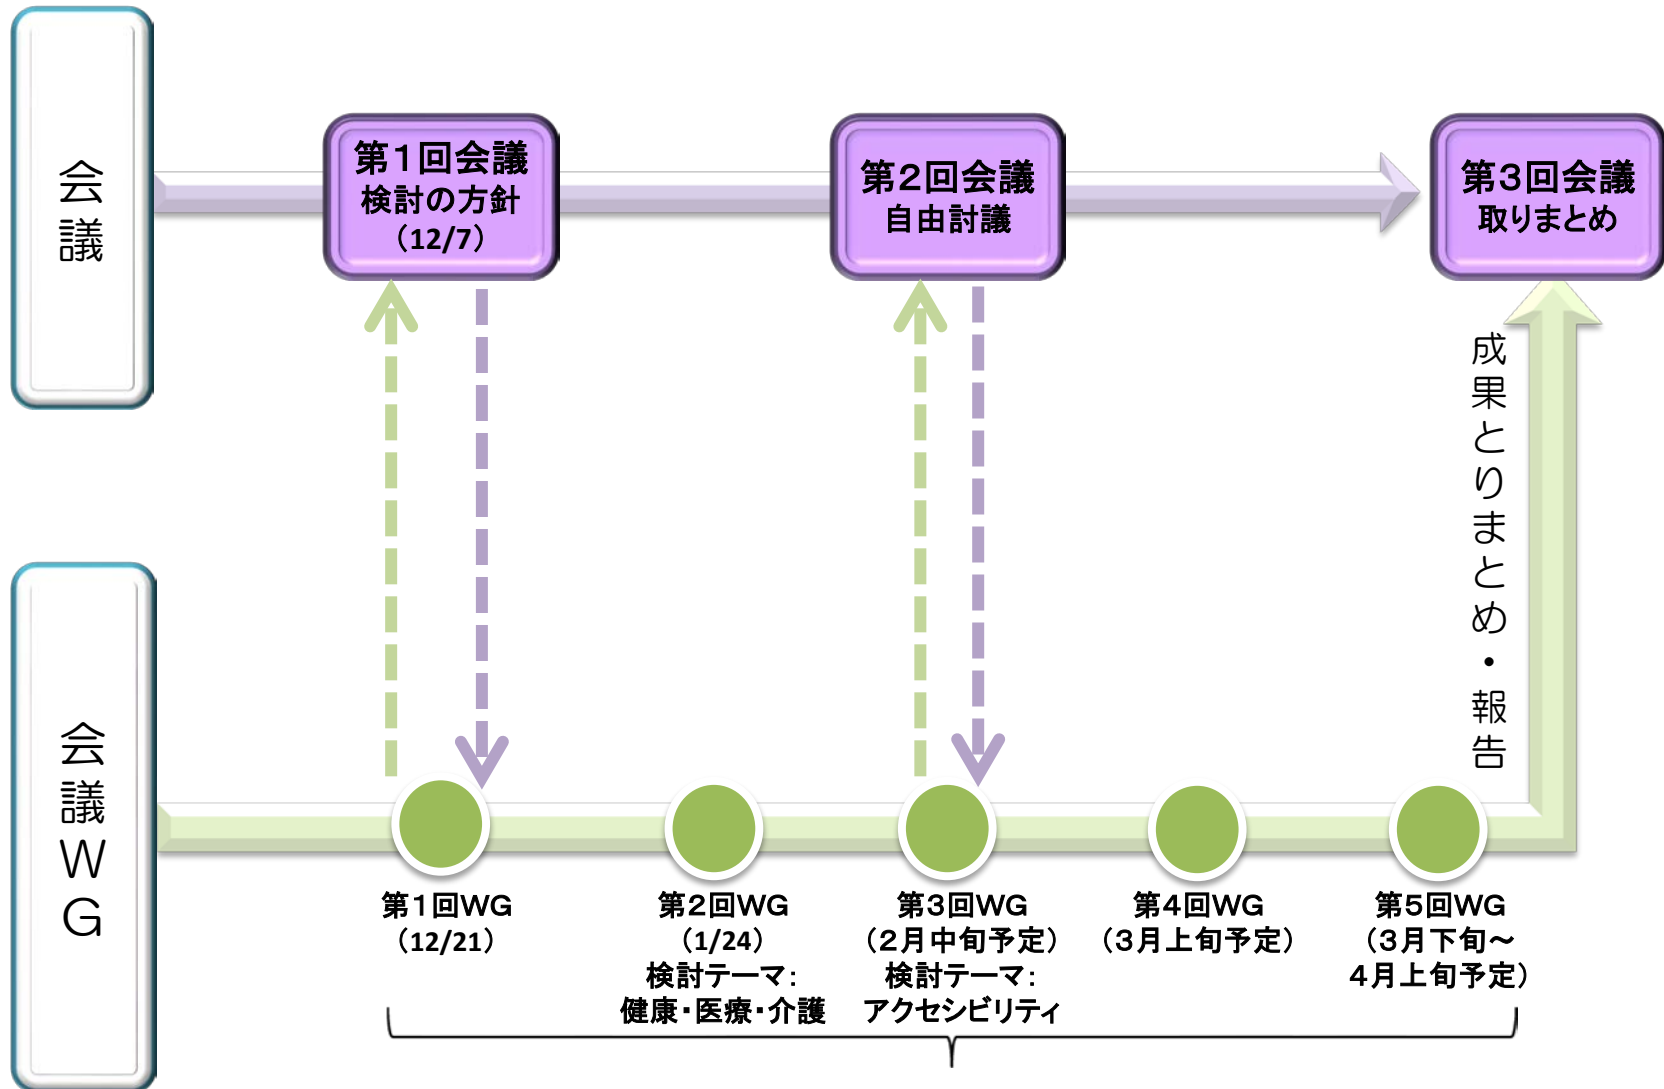 会議
第１回会議
検討の方針
（12/7）
第２回会議
自由討議
第３回会議
取りまとめ
成果とりまとめ・報告
会議ＷＧ
第１回WG
（12/21）
第２回WG
（1/24）
検討テーマ：
健康・医療・介護
第３回WG
（２月中旬予定）
検討テーマ：
アクセシビリティ
第４回WG
（３月上旬予定）
第５回WG
（３月下旬～
４月上旬予定）